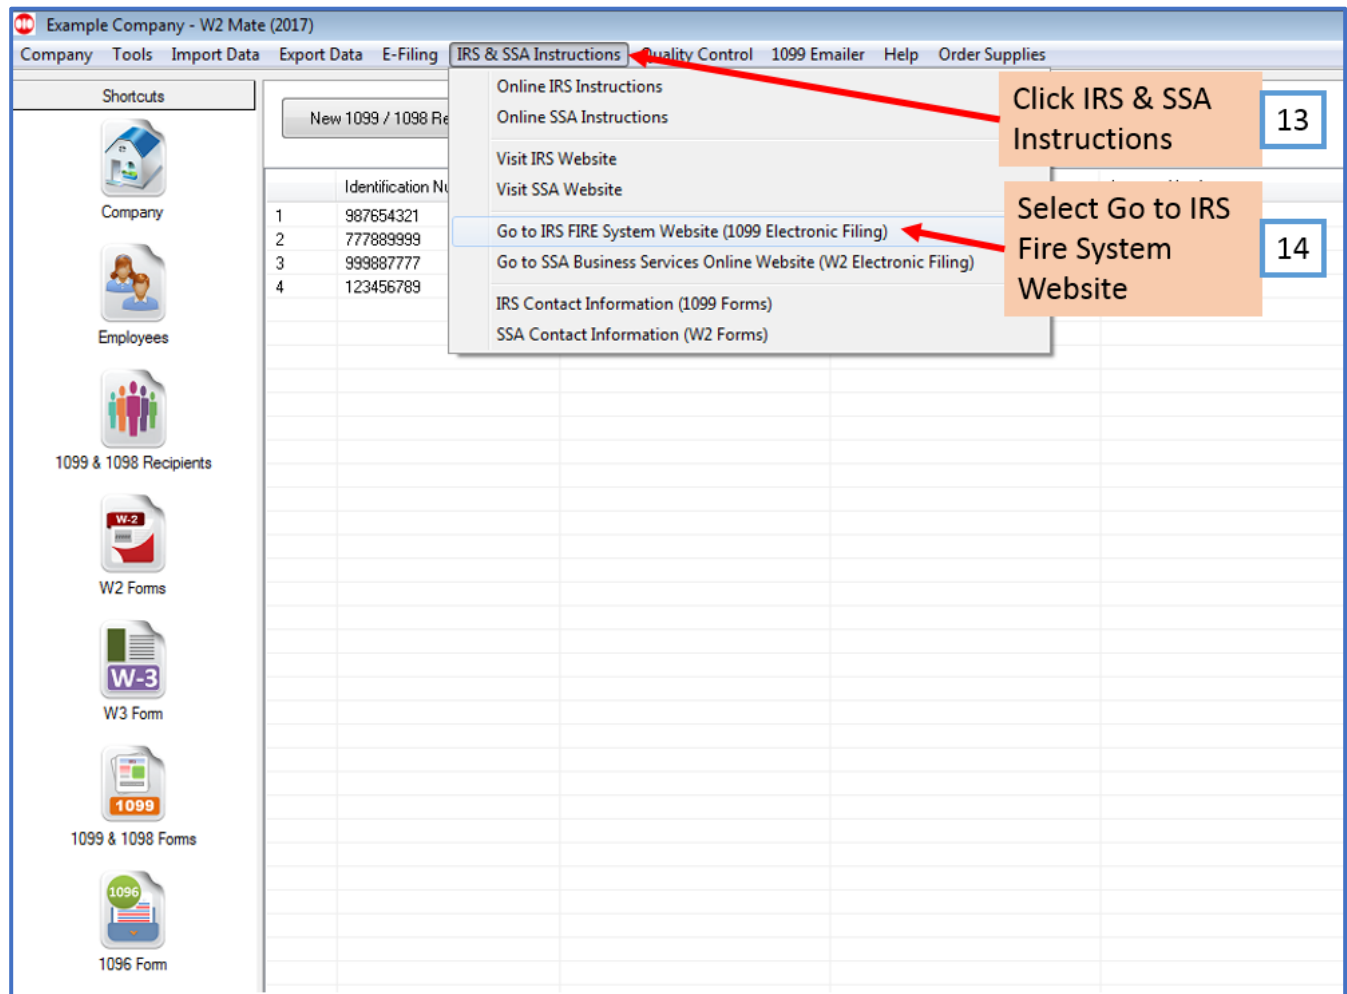 Example Company - W2 Mate (2017)
Company Tools Import Data Export Data E-Filing IRS & SSA Instructions Quality Control 1099 Emailer Help Order Supplies
Shortcuts
Company
Employees
1099 & 1098 Recipients
W-2
W2 Forms
W-3
W3 Form
1099
1099 & 1098 Forms
1096
1096 Form
New 1099 / 1098 Re
Identification Nu
1 987654321
2 777889999
3 999887777
4 123456789
Online IRS Instructions
Online SSA Instructions
Visit IRS Website
Visit SSA Website
Go to IRS FIRE System Website (1099 Electronic Filing)
Go to SSA Business Services Online Website (W2 Electronic Filing)
IRS Contact Information (1099 Forms)
SSA Contact Information (W2 Forms)
Click IRS & SSA
Instructions
13
Select Go to IRS
Fire System
Website
14